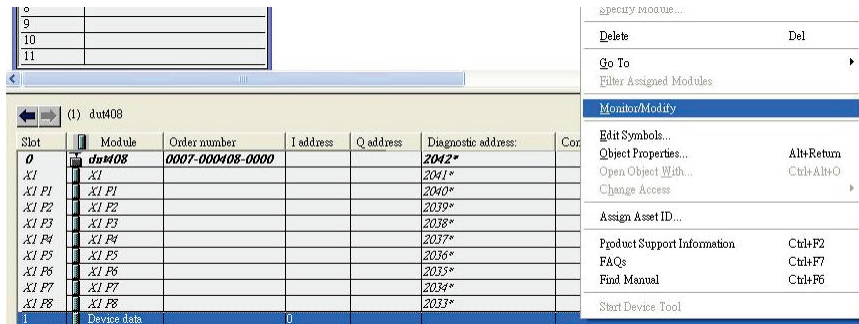 8
9
10
11
(1) dut408
Slot Module Order number I address Q address Diagnostic address: Con
0 dut408 0007-000408-0000 2042*
X1 X1 2041*
X1 P1 X1 P1 2040*
X1 P2 X1 P2 2039*
X1 P3 X1 P3 2038*
X1 P4 X1 P4 2037*
X1 P5 X1 P5 2036*
X1 P6 X1 P6 2035*
X1 P7 X1 P7 2034*
X1 P8 X1 P8 2033*
1 Device data 0
Specify Module...
Delete Del
Go To
Filter Assigned Modules
Monitor/Modify
Edit Symbols...
Object Properties... Alt+Return
Open Object With... Ctrl+Alt+O
Change Access
Assign Asset ID...
Product Support Information Ctrl+F2
FAQs Ctrl+F7
Find Manual Ctrl+F6
Start Device Tool